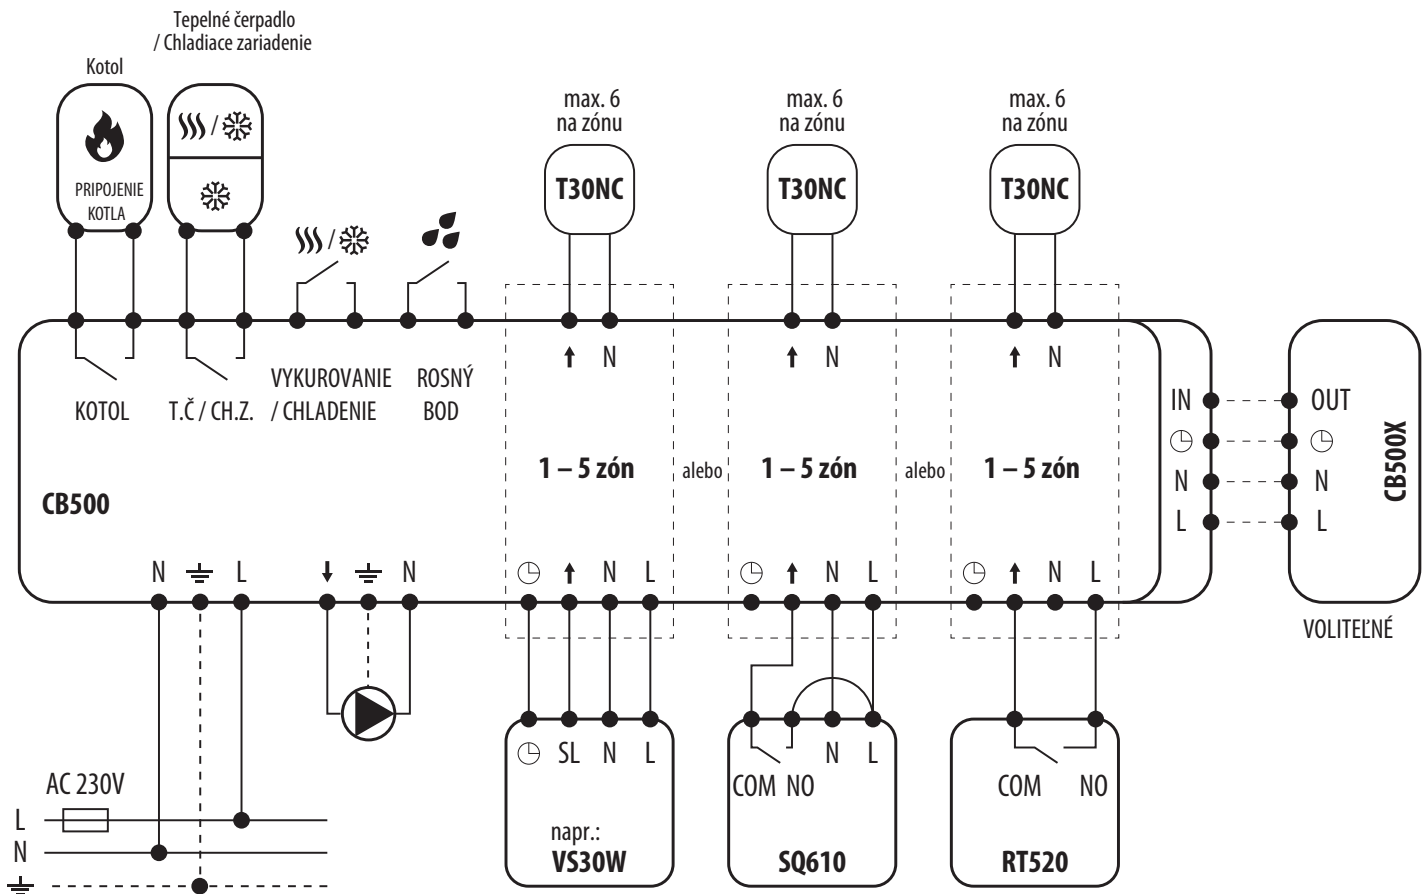 Tepelné čerpadlo
/ Chladiace zariadenie
Kotol
PRIPOJENIE
KOTLA
/
/
max. 6
na zónu
T30NC
max. 6
na zónu
T30NC
max. 6
na zónu
T30NC
KOTOL
T.Č / CH.Z.
VYKUROVANIE
/ CHLADENIE
ROSNÝ
BOD
N
N
N
1 – 5 zón
alebo
1 – 5 zón
alebo
1 – 5 zón
CB500
IN
N
L
OUT
N
L
CB500X
VOLITEĽNÉ
N L
N
N L
N L
N L
SL N L
napr.:
VS30W
COM NO N L
SQ610
COM NO
RT520
AC 230V
L
N